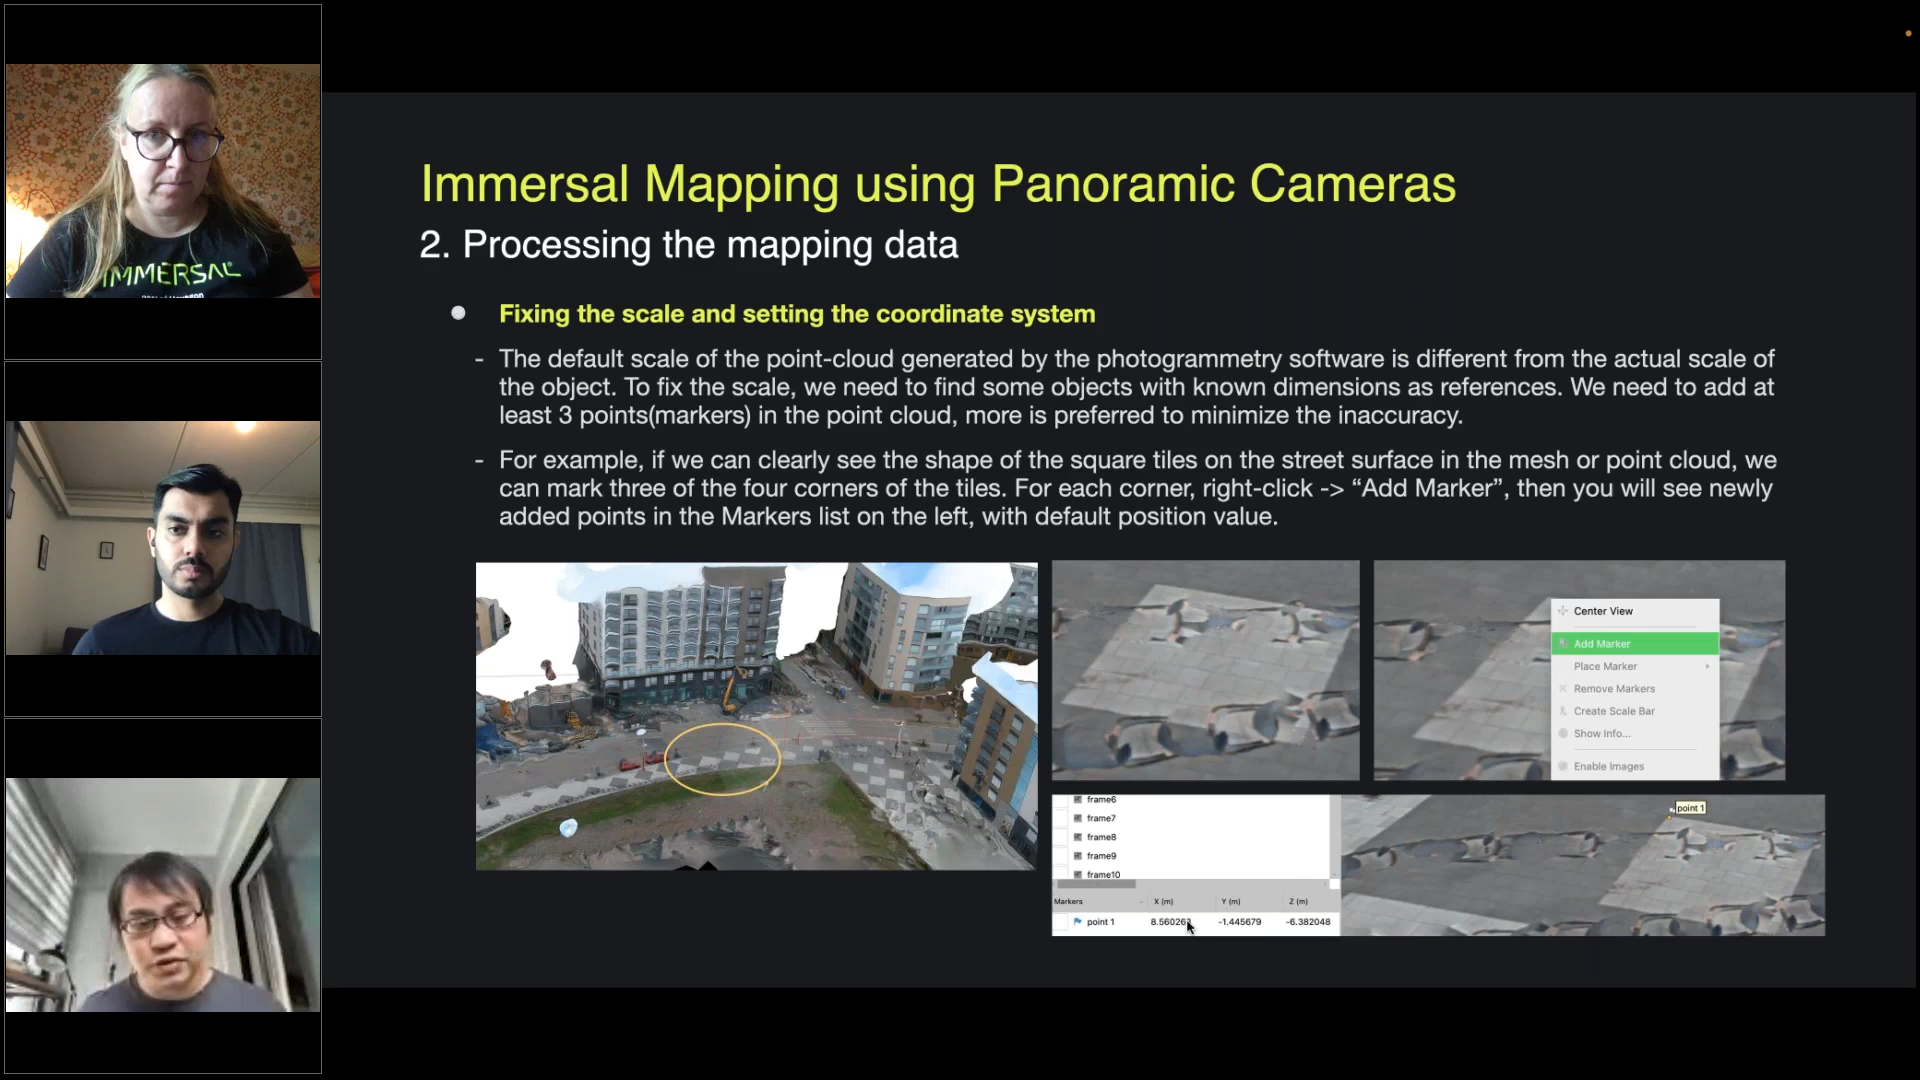 IMMERSAL
Immersal Mapping using Panoramic Cameras
2. Processing the mapping data
Fixing the scale and setting the coordinate system
- The default scale of the point-cloud generated by the photogrammetry software is different from the actual scale of
the object. To fix the scale, we need to find some objects with known dimensions as references. We need to add at
least 3 points(markers) in the point cloud, more is preferred to minimize the inaccuracy.
- For example, if we can clearly see the shape of the square tiles on the street surface in the mesh or point cloud, we
can mark three of the four corners of the tiles. For each corner, right-click -> “Add Marker”, then you will see newly
added points in the Markers list on the left, with default position value.
Center View
Add Marker
Place Marker
Remove Markers
Create Scale Bar
Show Info...
Enable Images
frame6
frame7
frame8
frame9
frame10
Markers X (m) Y (m) Z (m)
point 1 8.560263 -1.445679 -6.382048
point 1